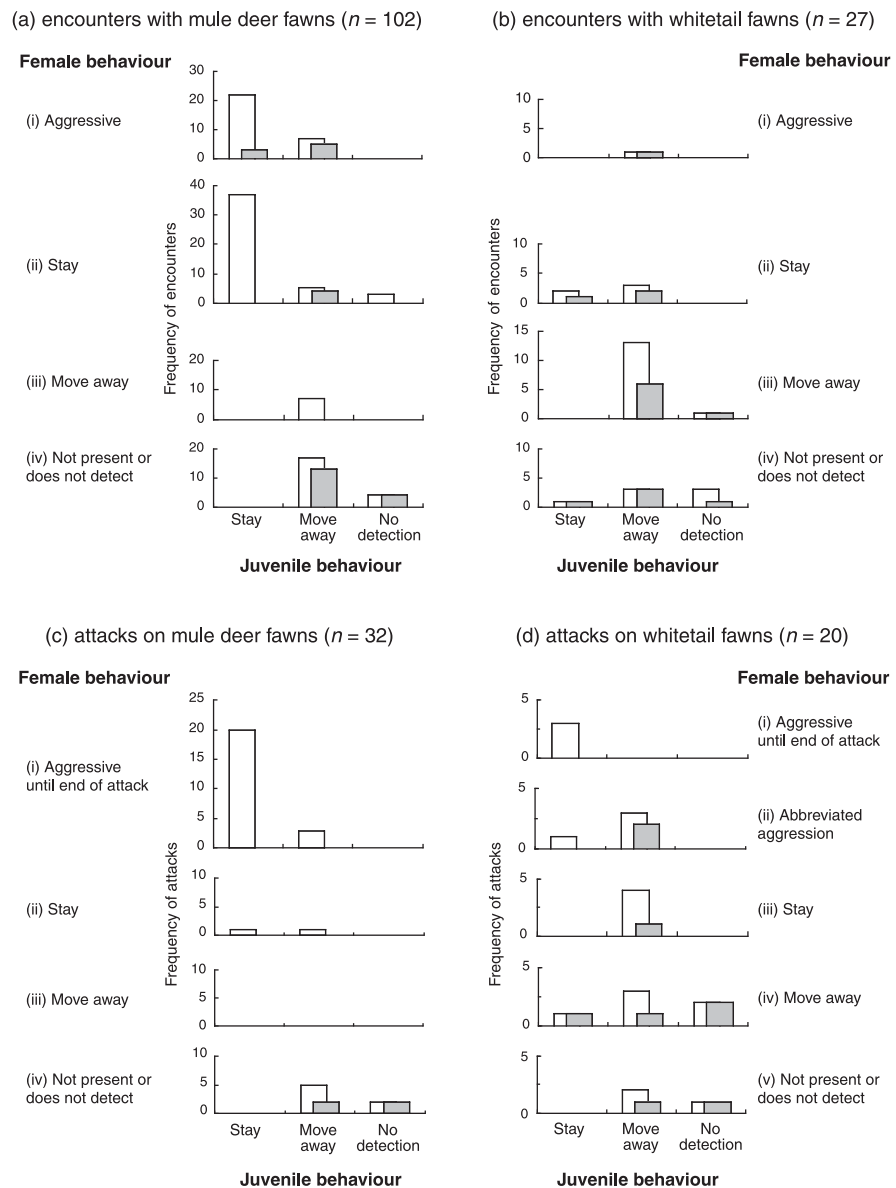 (a) encounters with mule deer fawns (n = 102)
Female behaviour
(i) Aggressive
30
20
10
0
(ii) Stay
40
30
20
10
0
(iii) Move away
20
10
0
(iv) Not present or
does not detect
20
10
0
Frequency of encounters
Stay
Move
away
No
detection
Juvenile behaviour
(b) encounters with whitetail fawns (n = 27)
Female behaviour
10
5
0
(i) Aggressive
10
5
0
(ii) Stay
15
10
5
0
(iii) Move away
10
5
0
(iv) Not present or
does not detect
Frequency of encounters
Stay
Move
away
No
detection
Juvenile behaviour
(c) attacks on mule deer fawns (n = 32)
Female behaviour
(i) Aggressive
until end of attack
25
20
15
10
5
0
(ii) Stay
10
5
0
(iii) Move away
10
5
0
(iv) Not present or
does not detect
10
5
0
Frequency of attacks
Stay
Move
away
No
detection
Juvenile behaviour
(d) attacks on whitetail fawns (n = 20)
Female behaviour
5
0
(i) Aggressive
until end of attack
5
0
(ii) Abbreviated
aggression
5
0
(iii) Stay
5
0
(iv) Move away
5
0
(v) Not present or
does not detect
Frequency of attacks
Stay
Move
away
No
detection
Juvenile behaviour